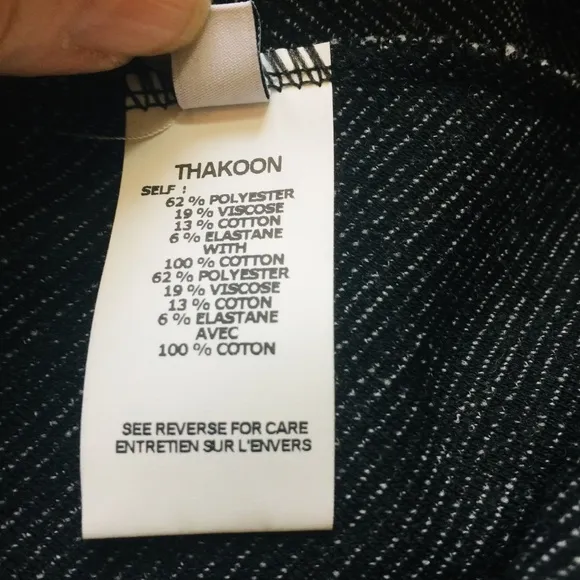 THAKOON
SELF :
62 % POLYESTER
19 % VISCOSE
13 % COTTON
6 % ELASTANE
WITH
100 % COTTON
62 % POLYESTER
19 % VISCOSE
13 % COTON
6 % ELASTANE
AVEC
100 % COTON
SEE REVERSE FOR CARE
ENTRETIEN SUR L'ENVERS